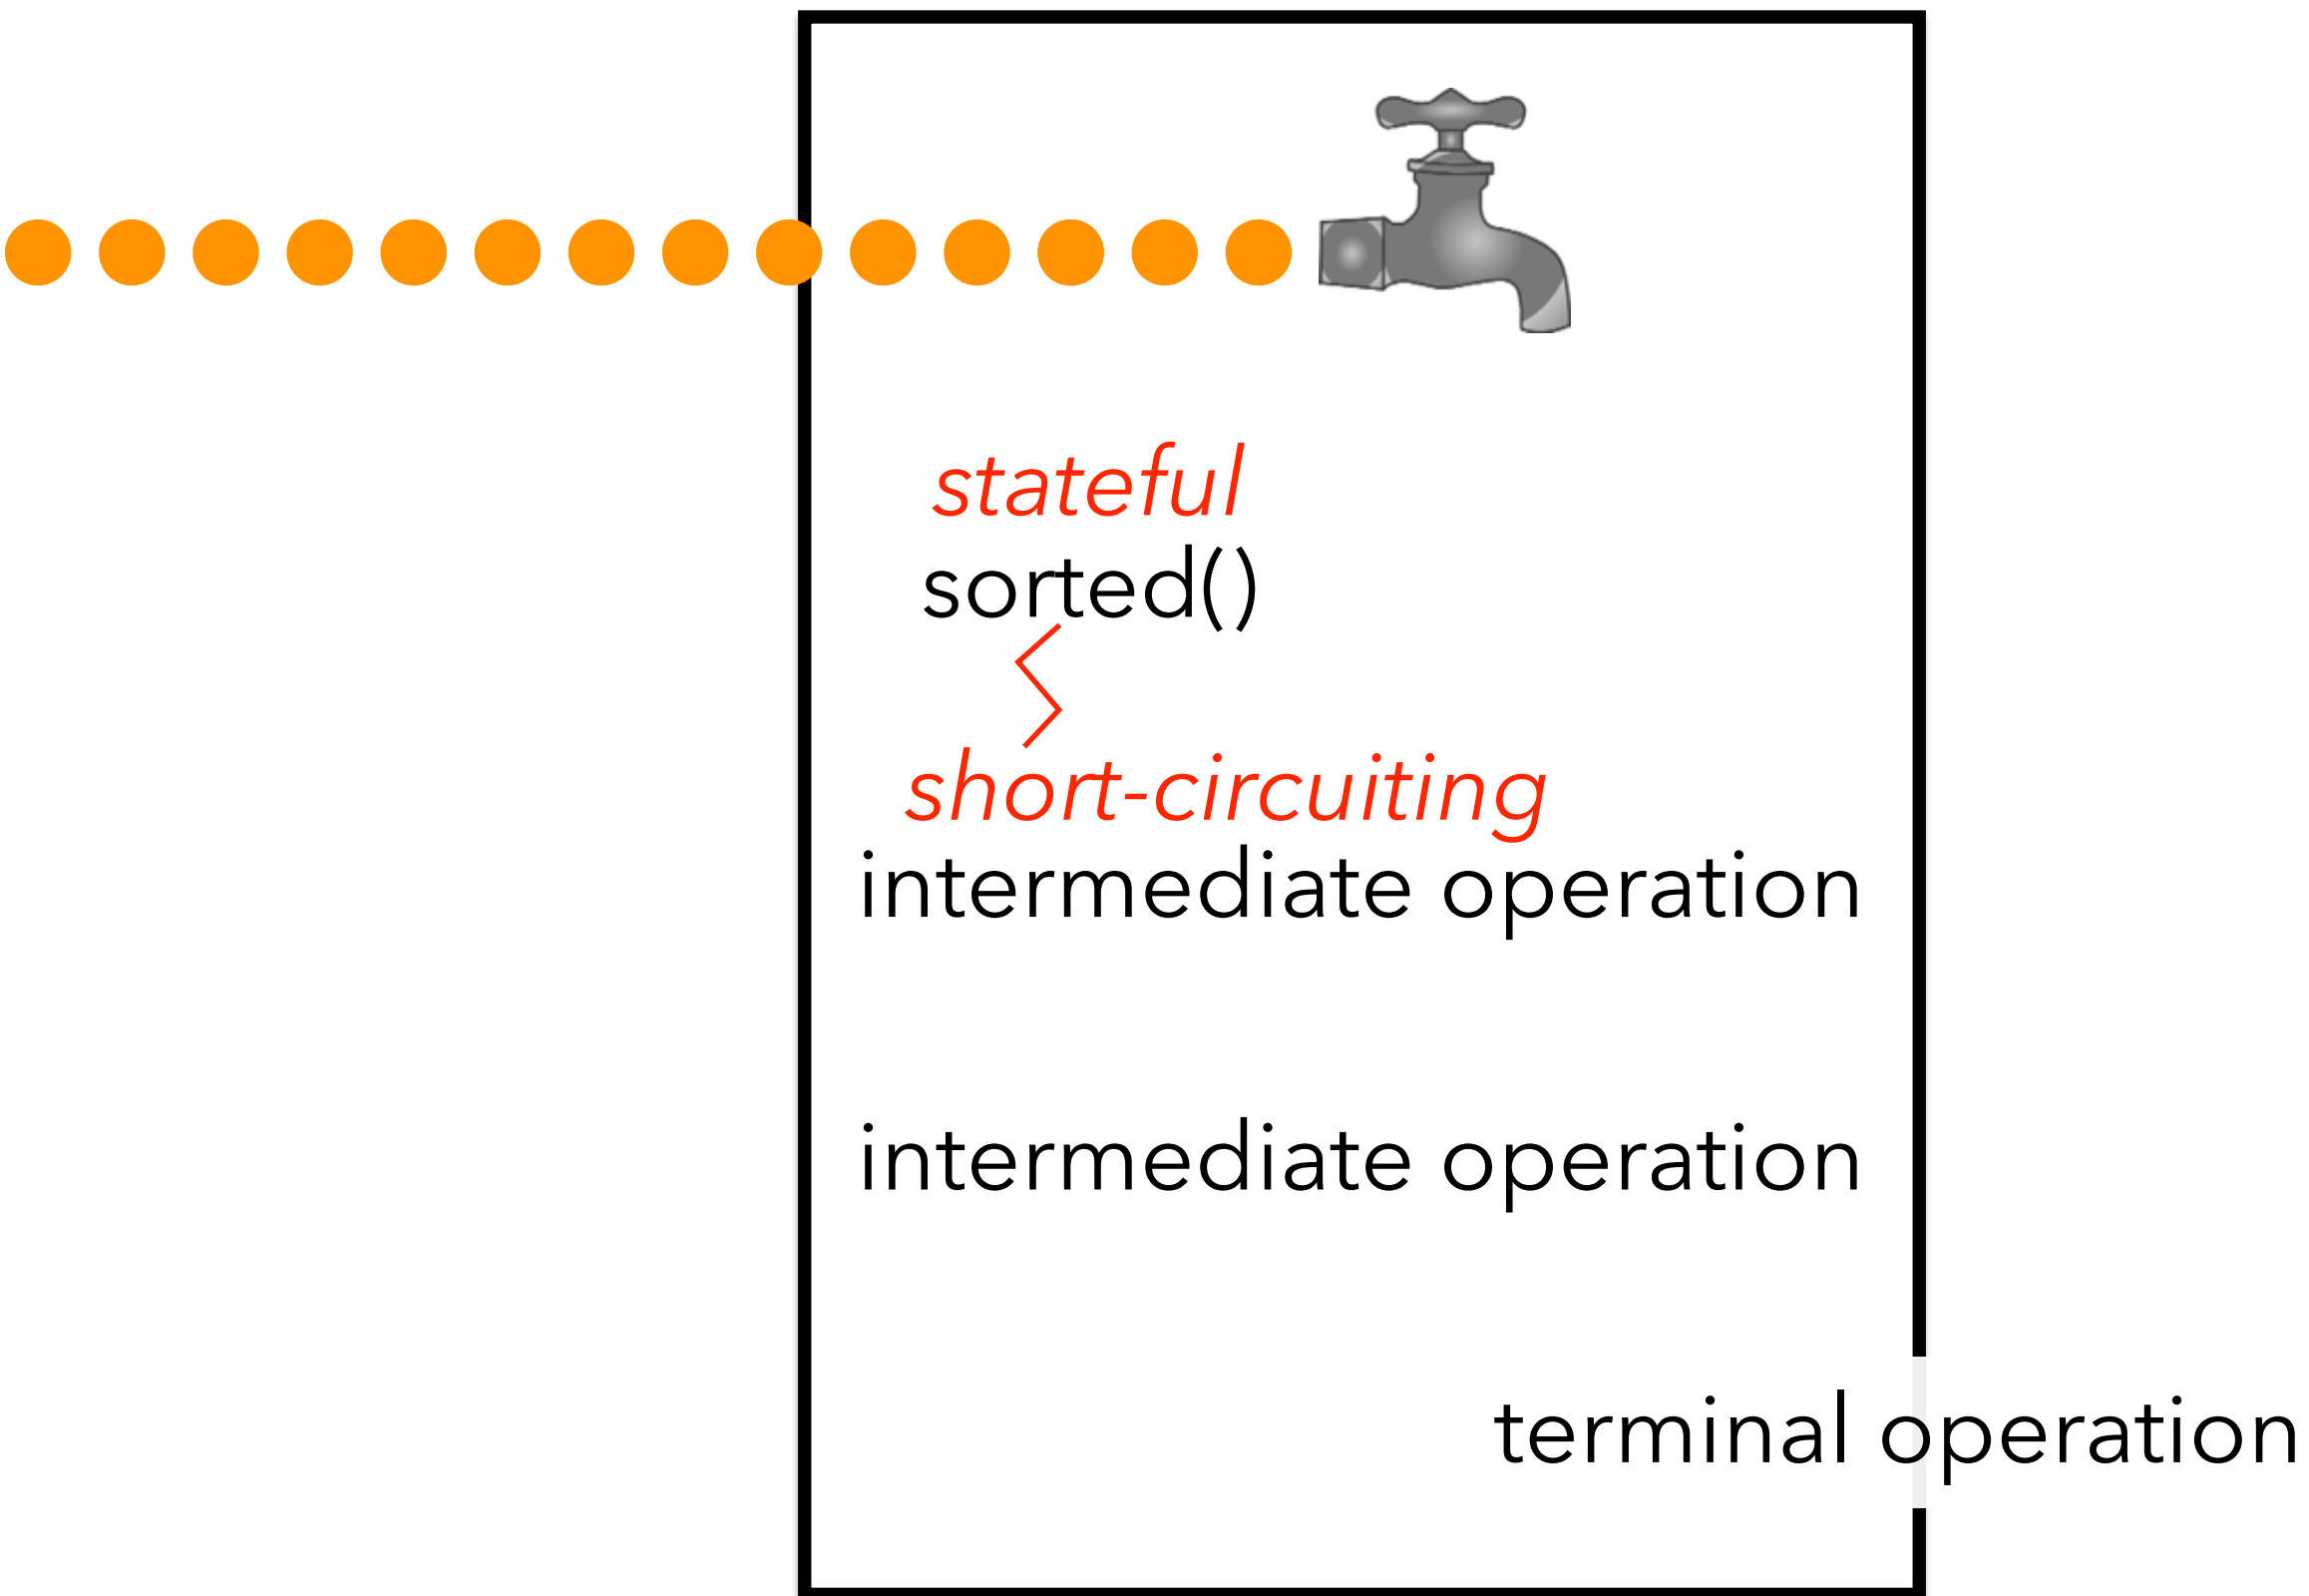 stateful
sorted()
short-circuiting
intermediate operation
intermediate operation
terminal operation